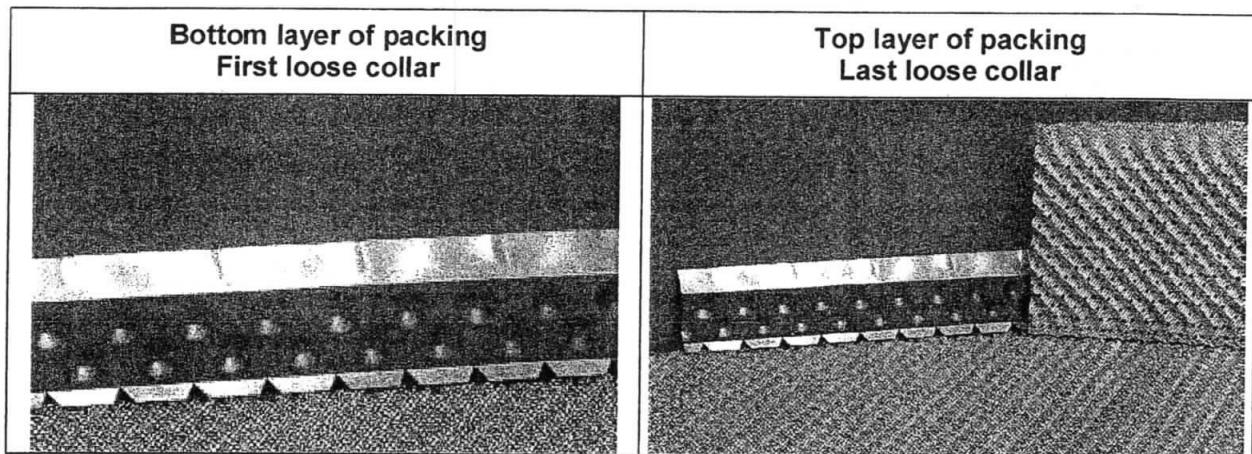 Bottom layer of packing
First loose collar
Top layer of packing
Last loose collar